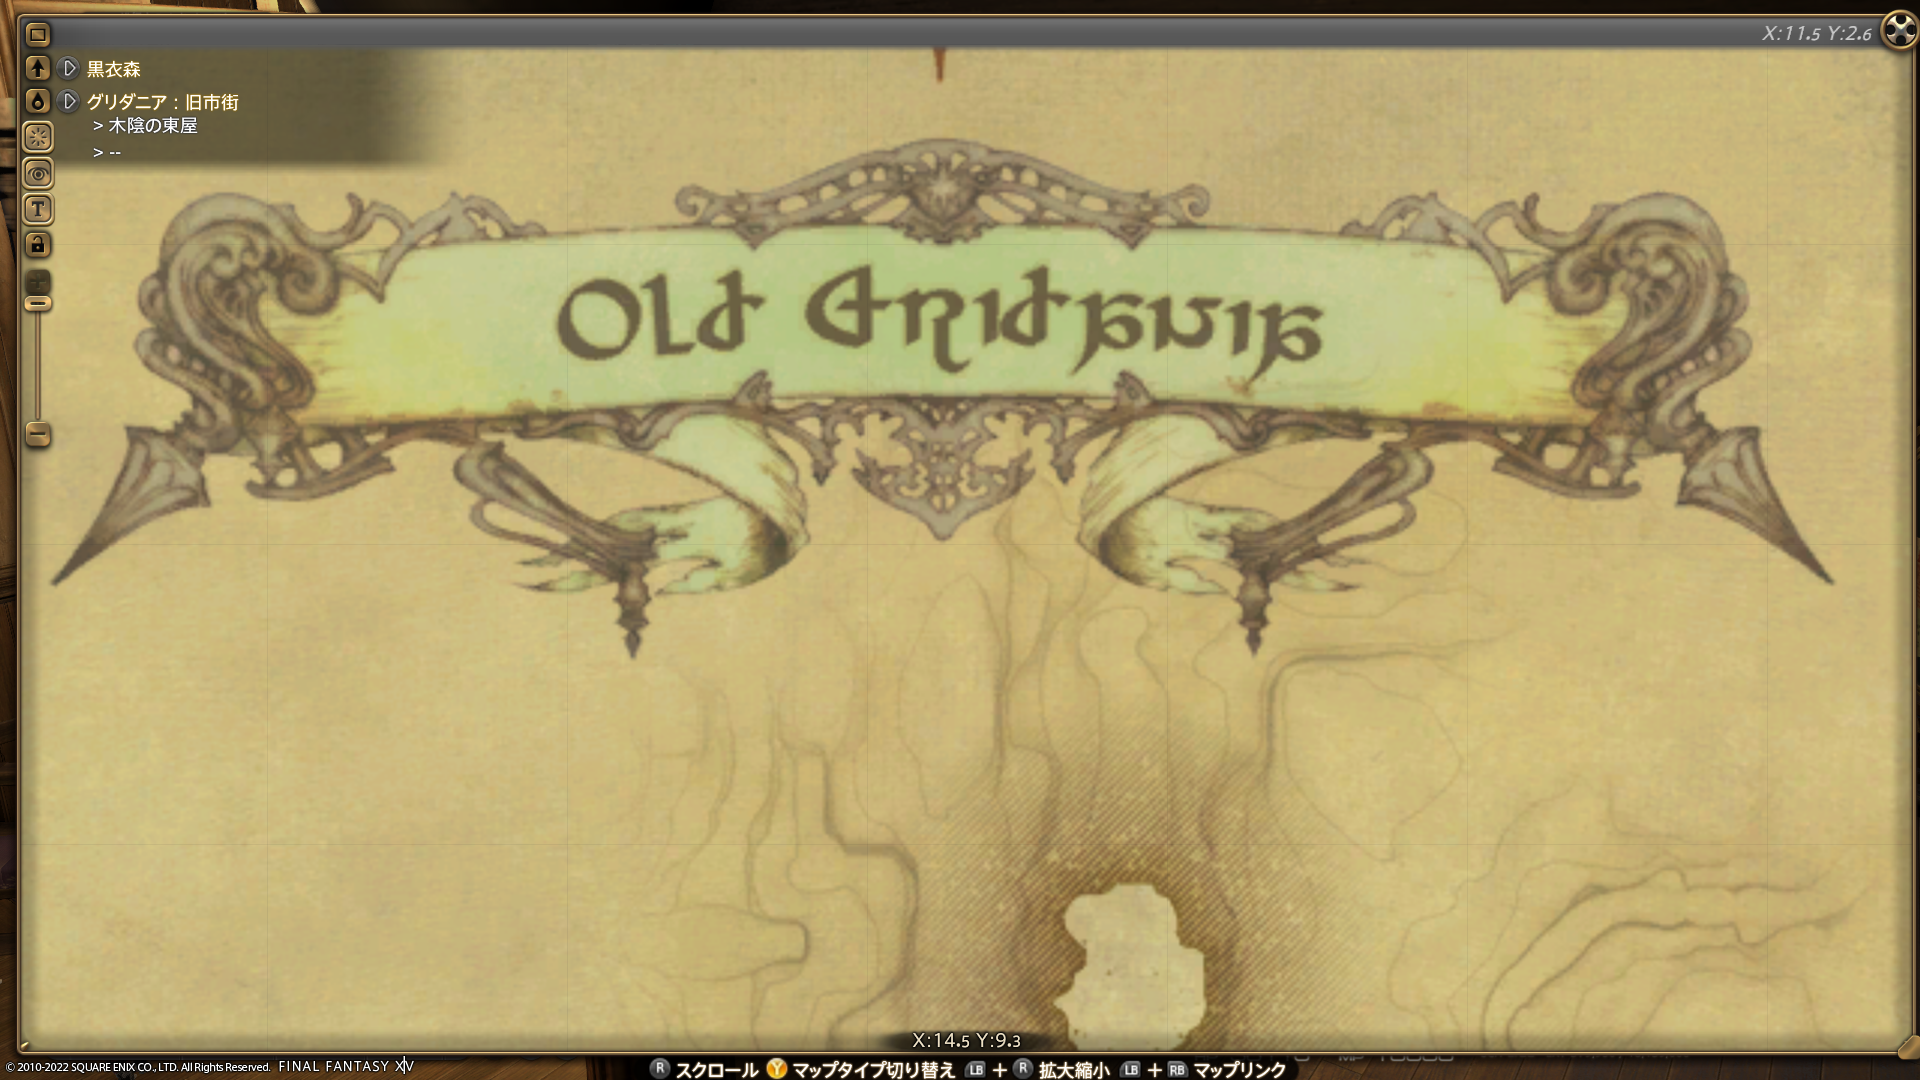 X:11.5 Y:2.6
黒衣森
グリダニア：旧市街
> 木陰の東屋
> --
T
Old Gridania
X:14.5 Y:9.3
© 2010-2022 SQUARE ENIX CO., LTD. All Rights Reserved. FINAL FANTASY XIV
R スクロール Y マップタイプ切り替え LB + R 拡大縮小 LB + RB マップリンク